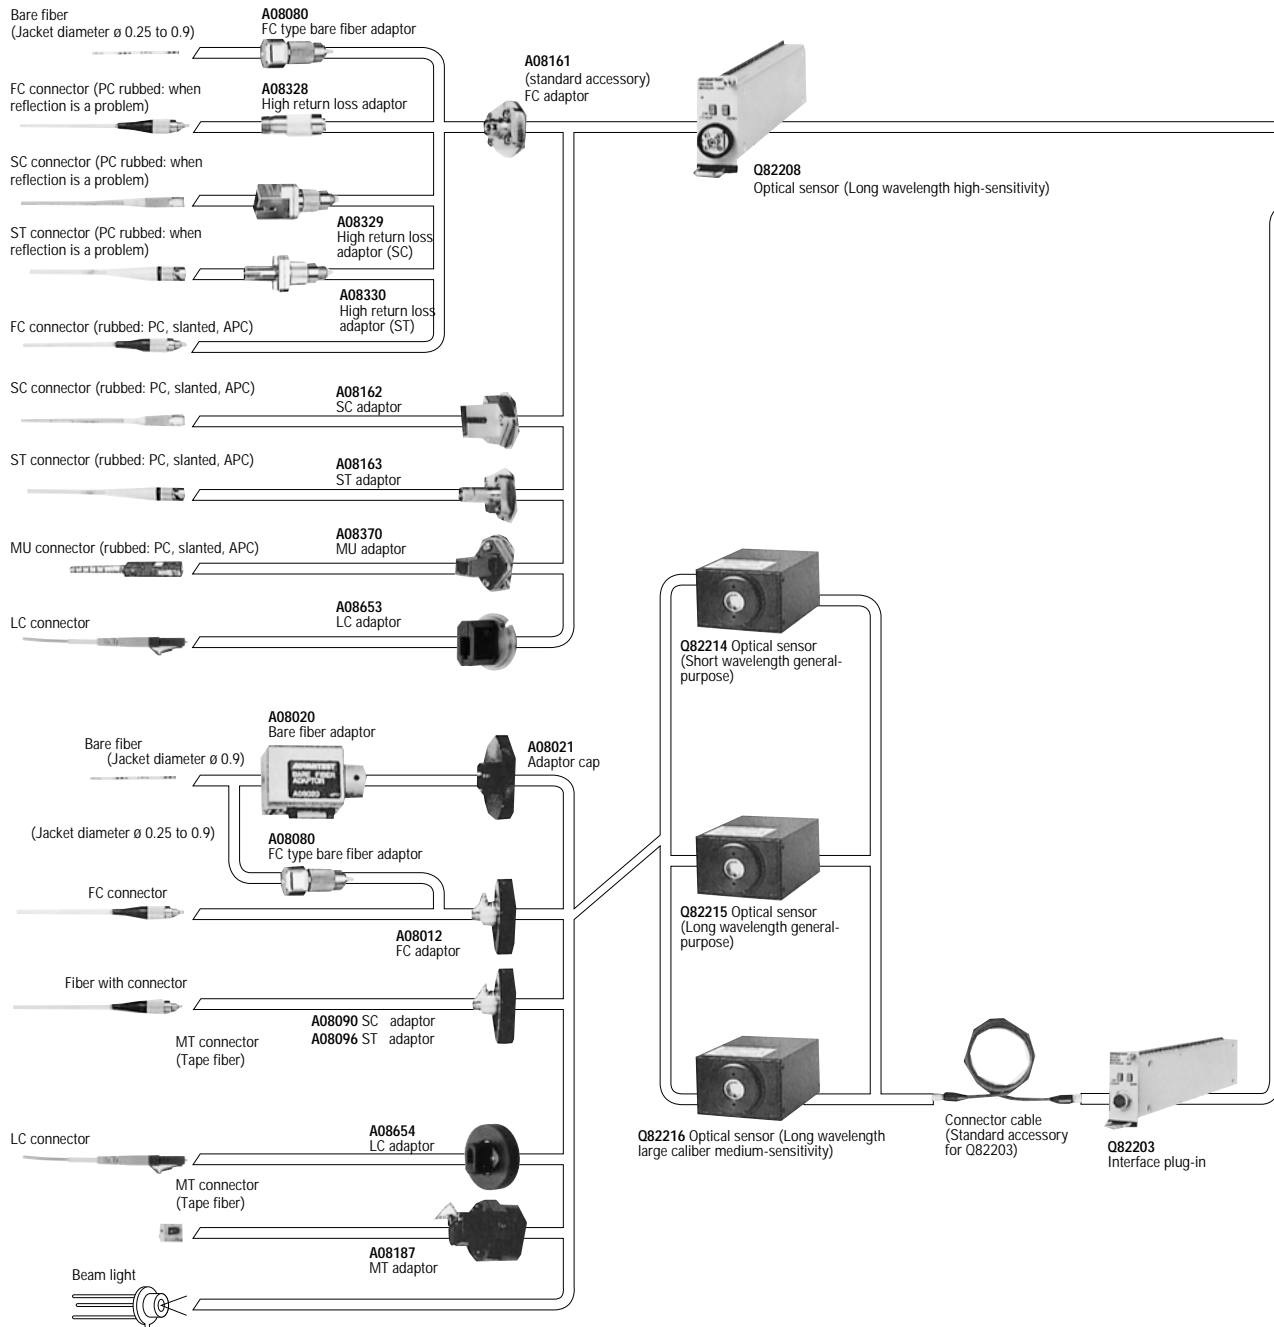 Bare fiber
(Jacket diameter ø 0.25 to 0.9)
A08080
FC type bare fiber adaptor
FC connector (PC rubbed: when
reflection is a problem)
A08328
High return loss adaptor
A08161
(standard accessory)
FC adaptor
Q82208
Optical sensor (Long wavelength high-sensitivity)
SC connector (PC rubbed: when
reflection is a problem)
A08329
High return loss
adaptor (SC)
ST connector (PC rubbed: when
reflection is a problem)
A08330
High return loss
adaptor (ST)
FC connector (rubbed: PC, slanted, APC)
SC connector (rubbed: PC, slanted, APC)
A08162
SC adaptor
ST connector (rubbed: PC, slanted, APC)
A08163
ST adaptor
MU connector (rubbed: PC, slanted, APC)
A08370
MU adaptor
LC connector
A08653
LC adaptor
Q82214 Optical sensor
(Short wavelength general-
purpose)
Bare fiber
(Jacket diameter ø 0.9)
A08020
Bare fiber adaptor
ADVANTEST
BARE FIBER
ADAPTOR
A08020
A08021
Adaptor cap
(Jacket diameter ø 0.25 to 0.9)
A08080
FC type bare fiber adaptor
FC connector
A08012
FC adaptor
Q82215 Optical sensor
(Long wavelength general-
purpose)
Fiber with connector
A08090 SC adaptor
A08096 ST adaptor
MT connector
(Tape fiber)
LC connector
A08654
LC adaptor
Q82216 Optical sensor (Long wavelength
large caliber medium-sensitivity)
Connector cable
(Standard accessory
for Q82203)
Q82203
Interface plug-in
MT connector
(Tape fiber)
A08187
MT adaptor
Beam light